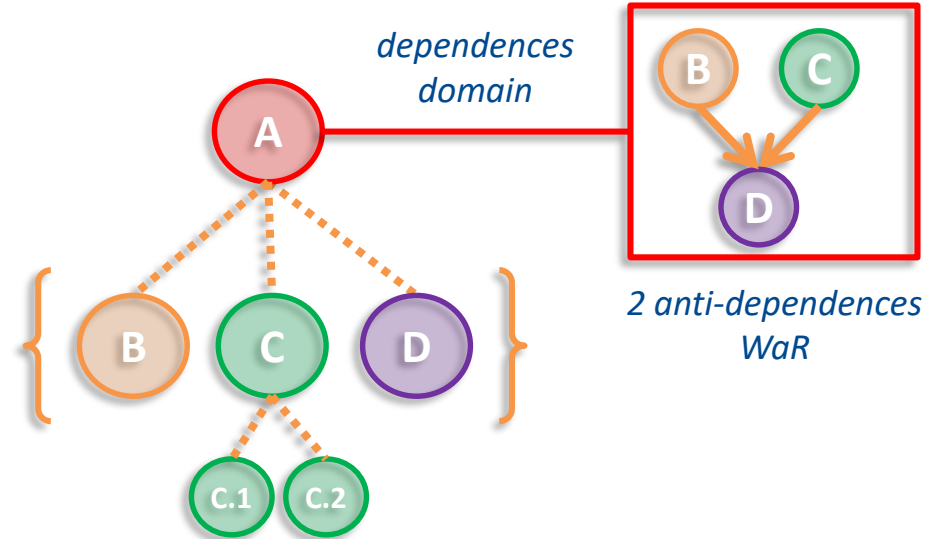 dependences
domain
A
B
C
D
2 anti-dependences
WaR
B
C
D
C.1
C.2